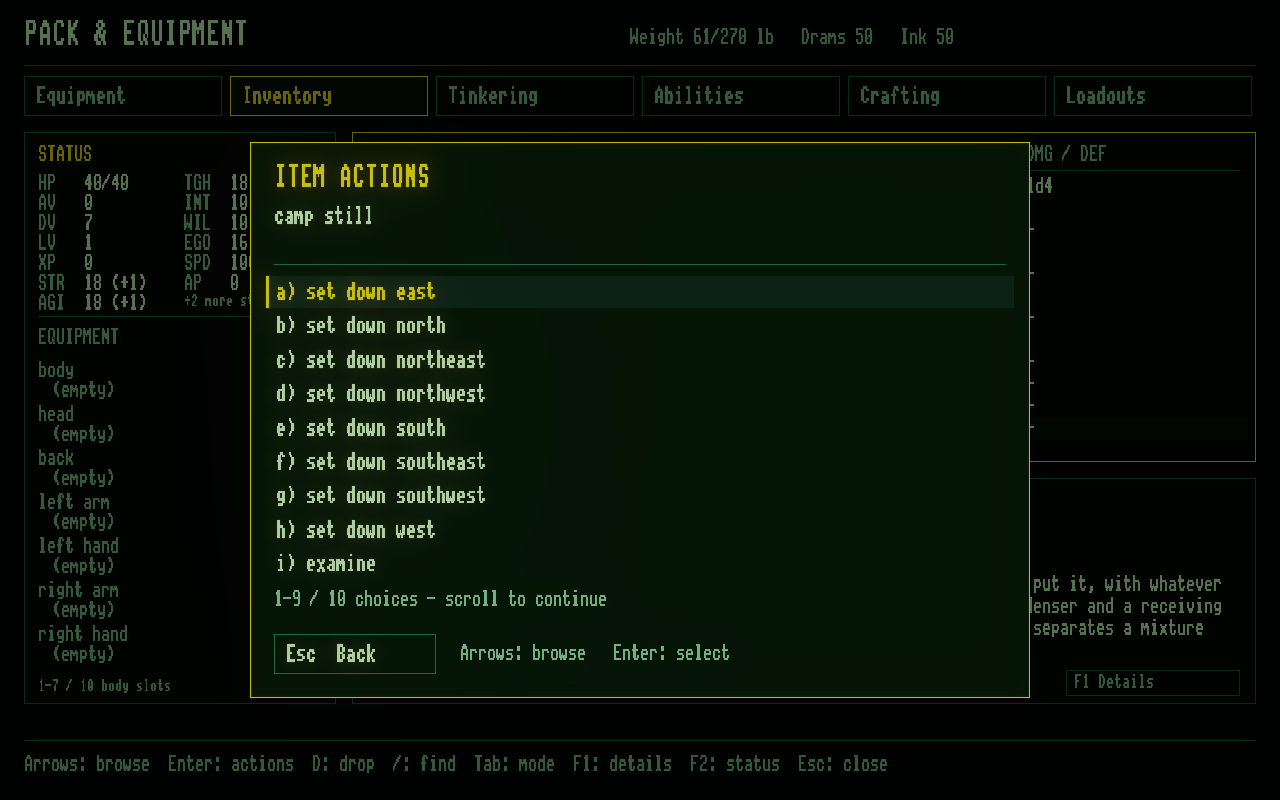 PACK & EQUIPMENT
Weight 61/270 lb Drams 50 Ink 50
Equipment Inventory Tinkering Abilities Crafting Loadouts
STATUS
HP 40/40 TGH 18
AV 0 INT 10
DV 7 WIL 10
LV 1 EGO 16
XP 0 SPD
STR 18 (+1) AP 0
AGI 18 (+1) +2 more
EQUIPMENT
body
(empty)
head
(empty)
back
(empty)
left arm
(empty)
left hand
(empty)
right arm
(empty)
right hand
(empty)
1-7 / 10 body slots
ITEM ACTIONS
camp still
a) set down east
b) set down north
c) set down northeast
d) set down northwest
e) set down south
f) set down southeast
g) set down southwest
h) set down west
i) examine
1-9 / 10 choices - scroll to continue
Esc Back Arrows: browse Enter: select
/ DEF
put it, with whatever
and a receiving
separates a mixture
F1 Details
Arrows: browse Enter: actions D: drop /: find Tab: mode F1: details F2: status Esc: close